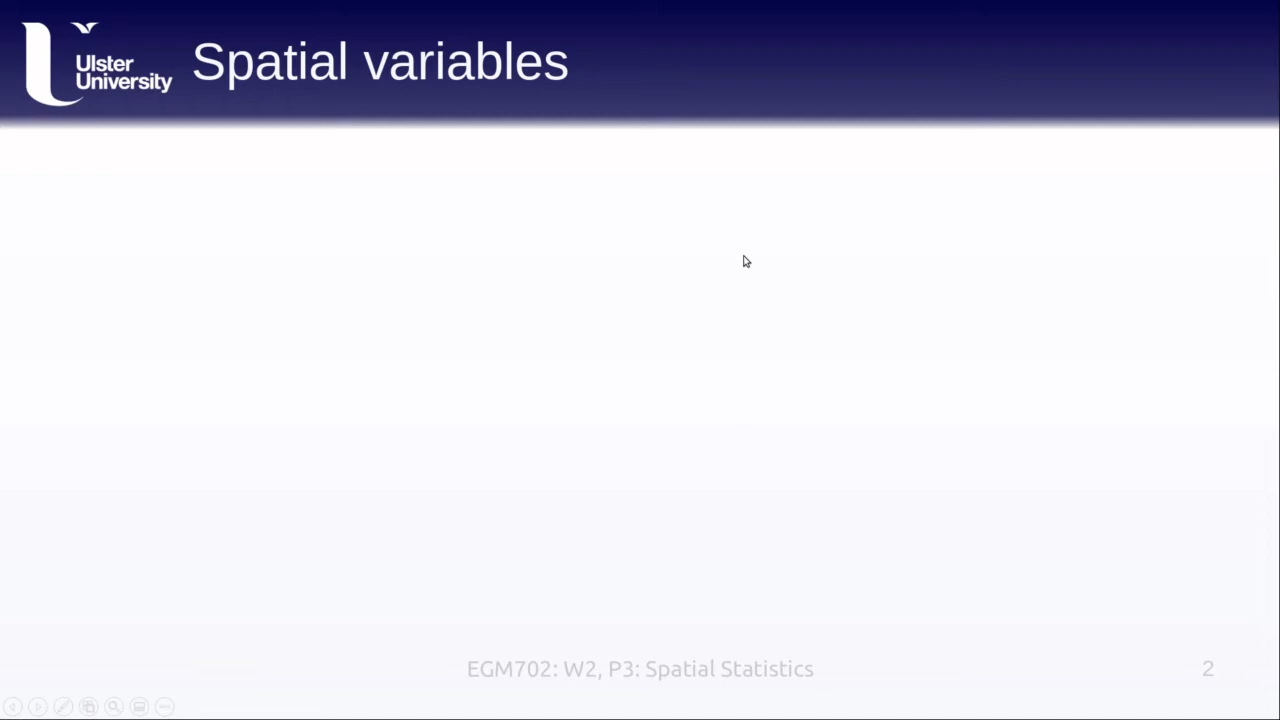 Ulster
University
Spatial variables
EGM702: W2, P3: Spatial Statistics
2